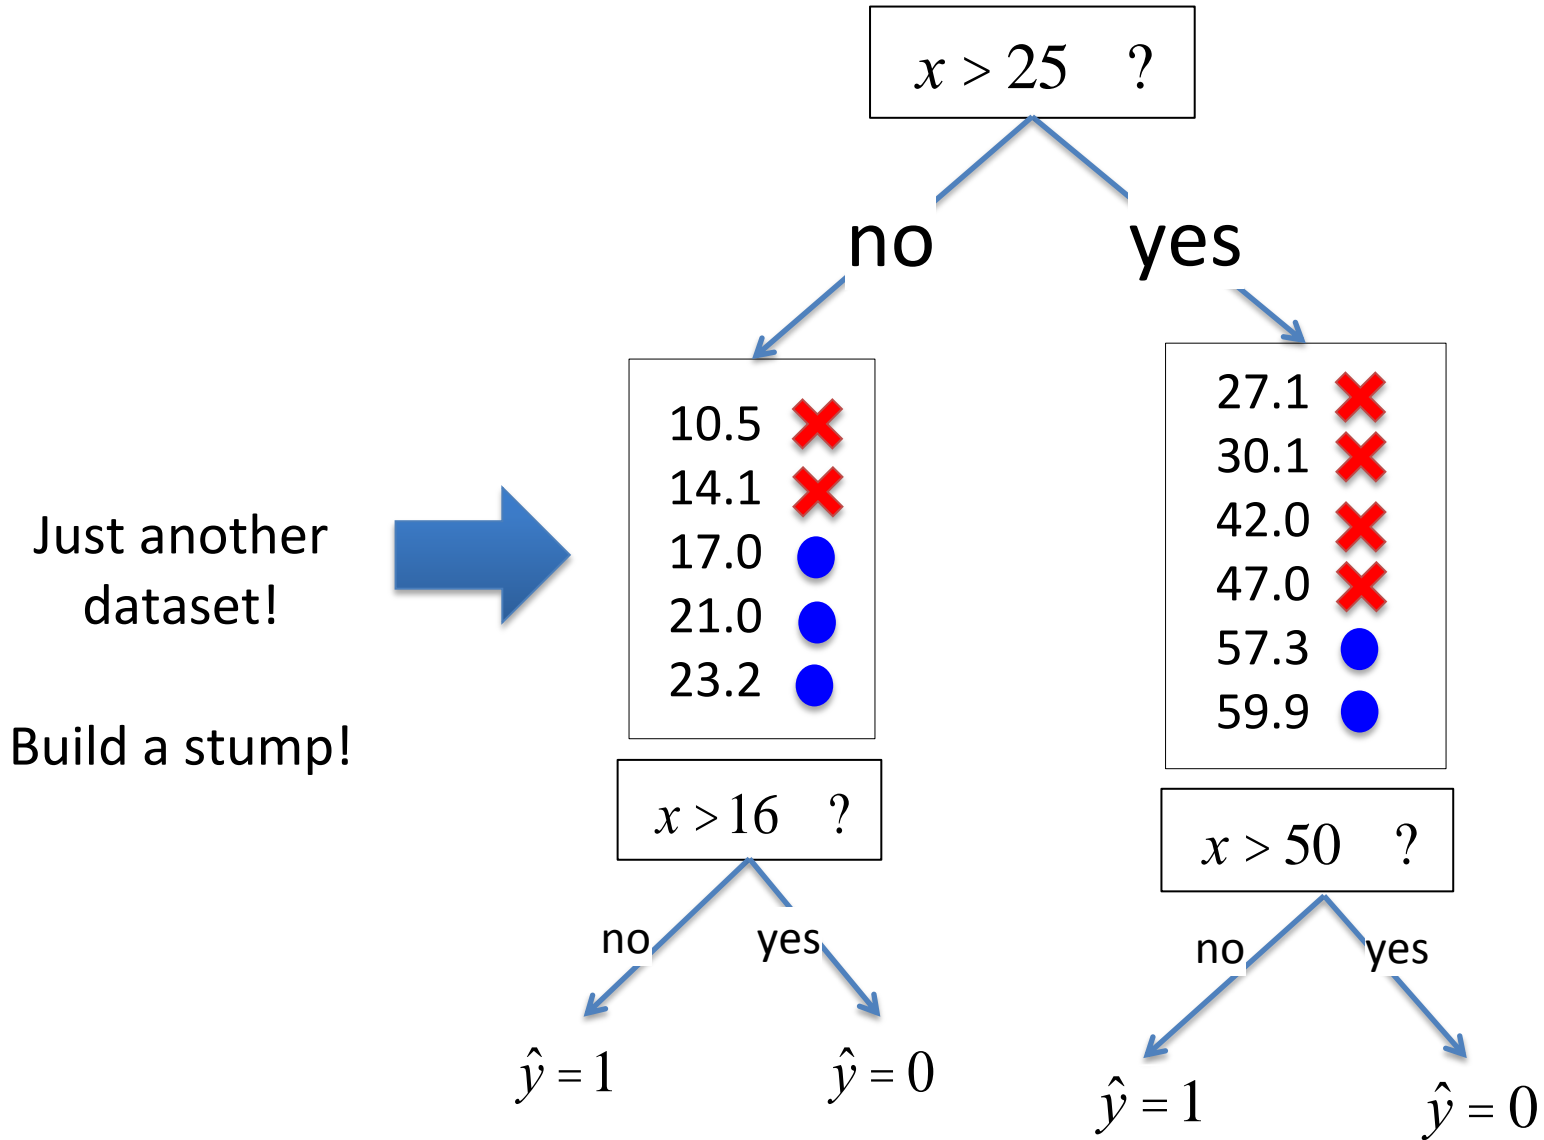 x > 25 ?
no yes
10.5
14.1
17.0
21.0
23.2
27.1
30.1
42.0
47.0
57.3
59.9
Just another
dataset!
Build a stump!
x > 16 ?
x > 50 ?
no yes
no yes
ŷ = 1 ŷ = 0
ŷ = 1 ŷ = 0